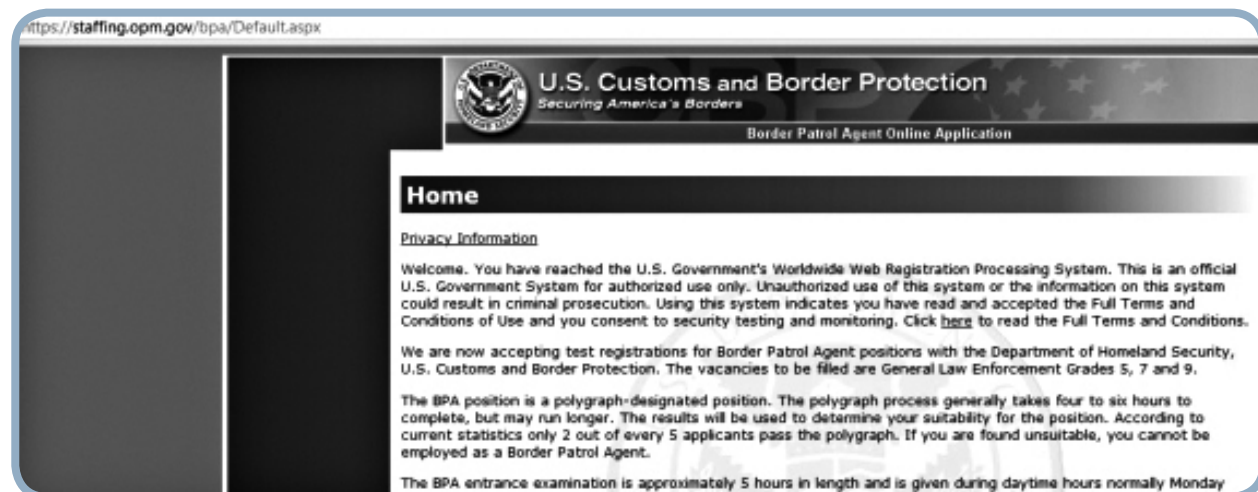 https://staffing.opm.gov/bpa/Default.aspx
U.S. Customs and Border Protection
Securing America's Borders
Border Patrol Agent Online Application
Home
Privacy Information
Welcome. You have reached the U.S. Government's Worldwide Web Registration Processing System. This is an official
U.S. Government System for authorized use only. Unauthorized use of this system or the information on this system
could result in criminal prosecution. Using this system indicates you have read and accepted the Full Terms and
Conditions of Use and you consent to security testing and monitoring. Click here to read the Full Terms and Conditions.
We are now accepting test registrations for Border Patrol Agent positions with the Department of Homeland Security,
U.S. Customs and Border Protection. The vacancies to be filled are General Law Enforcement Grades 5, 7 and 9.
The BPA position is a polygraph-designated position. The polygraph process generally takes four to six hours to
complete, but may run longer. The results will be used to determine your suitability for the position. According to
current statistics only 2 out of every 5 applicants pass the polygraph. If you are found unsuitable, you cannot be
employed as a Border Patrol Agent.
The BPA entrance examination is approximately 5 hours in length and is given during daytime hours normally Monday